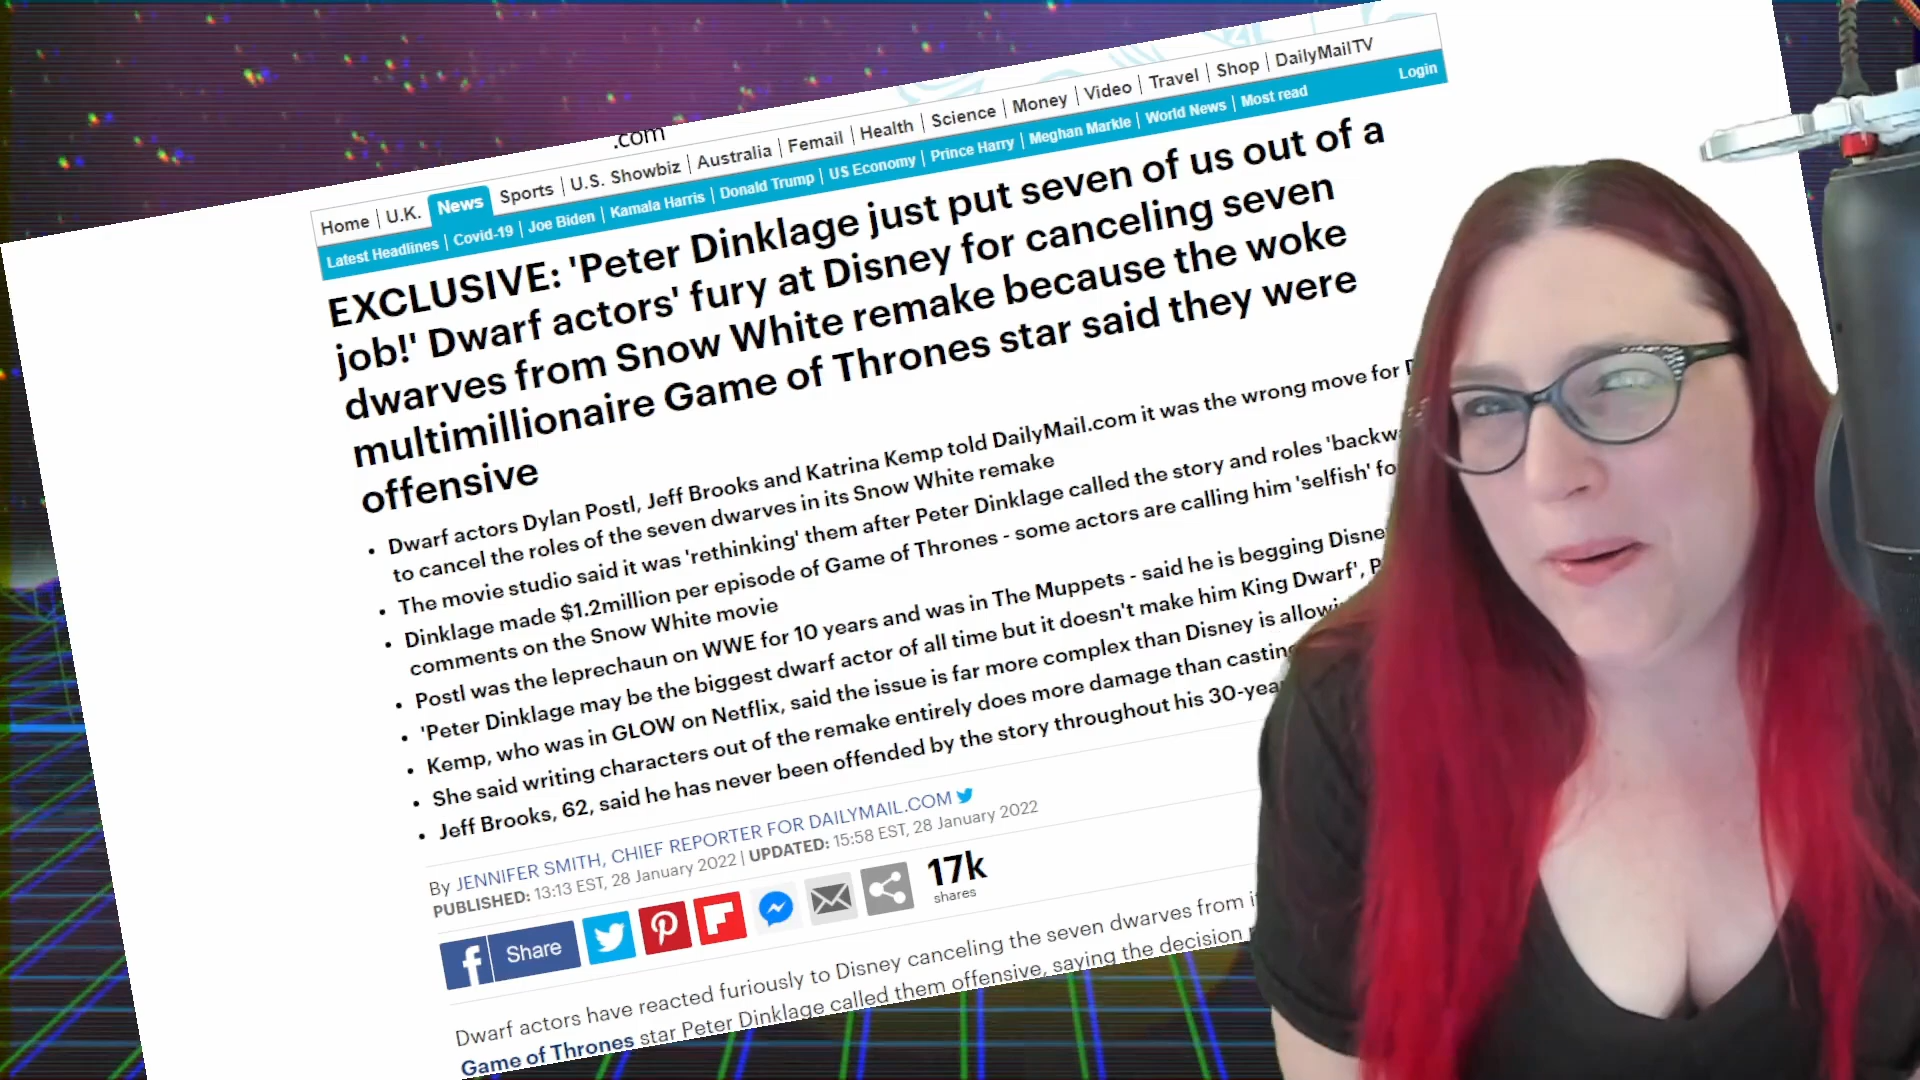 .com
Home | U.K. News Sports | U.S. Showbiz | Australia | Femail | Health | Science | Money | Video | Travel | Shop | DailyMailTV
Latest Headlines | Covid-19 | Joe Biden | Kamala Harris | Donald Trump | US Economy | Prince Harry | Meghan Markle | World News | Most read Login
EXCLUSIVE: 'Peter Dinklage just put seven of us out of a
job!' Dwarf actors' fury at Disney for canceling seven
dwarves from Snow White remake because the woke
multimillionaire Game of Thrones star said they were
offensive
• Dwarf actors Dylan Postl, Jeff Brooks and Katrina Kemp told DailyMail.com it was the wrong move for
to cancel the roles of the seven dwarves in its Snow White remake
• The movie studio said it was 'rethinking' them after Peter Dinklage called the story and roles 'backw
• Dinklage made $1.2million per episode of Game of Thrones - some actors are calling him 'selfish' fo
comments on the Snow White movie
• Postl was the leprechaun on WWE for 10 years and was in The Muppets - said he is begging Disne
• 'Peter Dinklage may be the biggest dwarf actor of all time but it doesn't make him King Dwarf',
• Kemp, who was in GLOW on Netflix, said the issue is far more complex than Disney is allowi
• She said writing characters out of the remake entirely does more damage than casting
• Jeff Brooks, 62, said he has never been offended by the story throughout his 30-yea
By JENNIFER SMITH, CHIEF REPORTER FOR DAILYMAIL.COM
PUBLISHED: 13:13 EST, 28 January 2022 | UPDATED: 15:58 EST, 28 January 2022
Share
17k
shares
Dwarf actors have reacted furiously to Disney canceling the seven dwarves from i
Game of Thrones star Peter Dinklage called them offensive, saying the decision